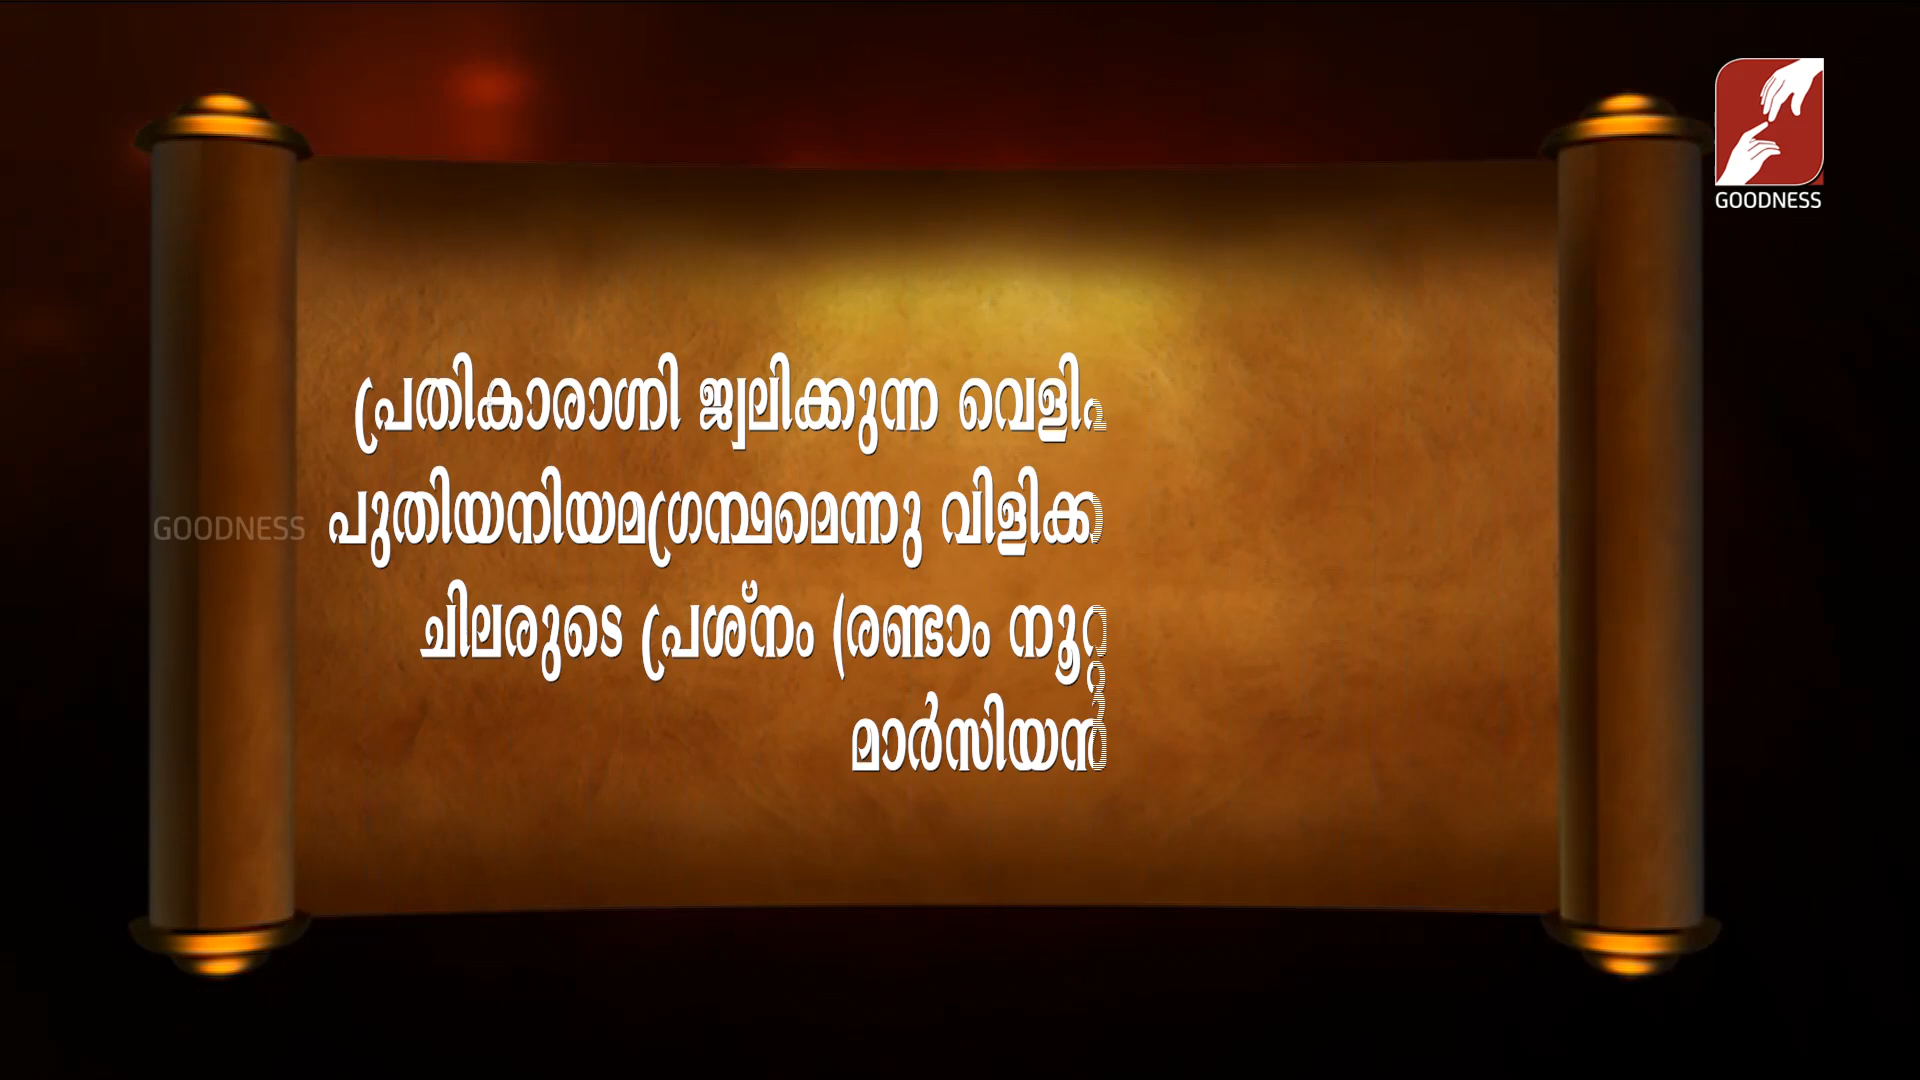 GOODNESS
പ്രതികാരാഗ്നി ജ്വലിക്കുന്ന
പുതിയനിയമഗ്രന്ഥമെന്നു
GOODNESS
ചിലരുടെ പ്രശ്നം (രണ്ടാം
മാർസിയൻ